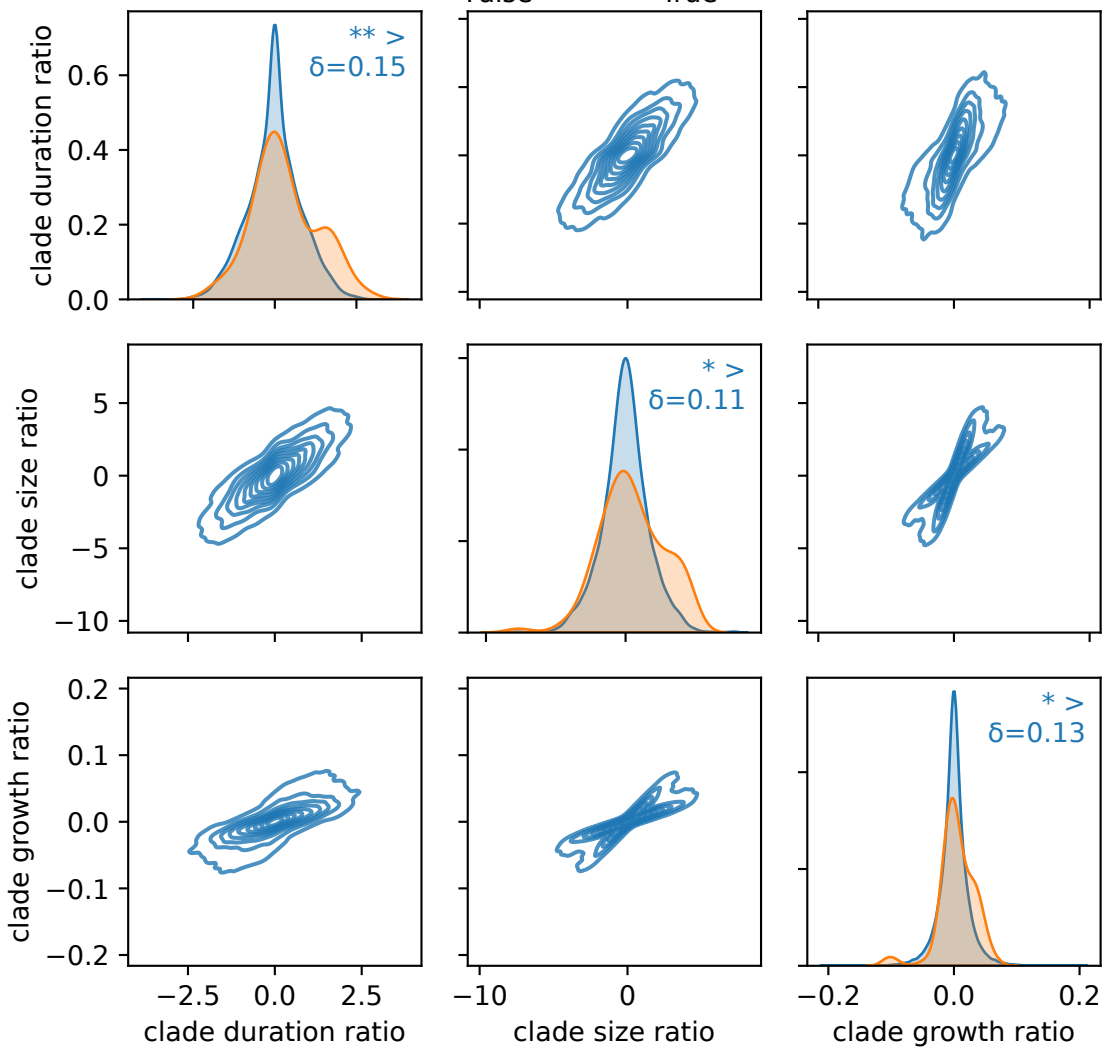 False True
clade duration ratio
0.6
0.4
0.2
0.0
** >
δ=0.15
clade size ratio
5
0
−5
−10
* >
δ=0.11
clade growth ratio
0.2
0.1
0.0
−0.1
−0.2
* >
δ=0.13
−2.5 0.0 2.5
−10 0
−0.2 0.0 0.2
clade duration ratio
clade size ratio
clade growth ratio